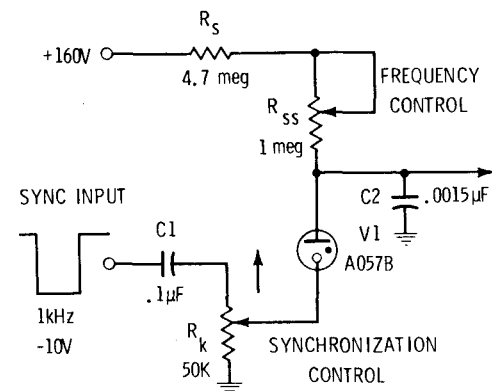 R_S
+160V
4.7 meg
FREQUENCY
CONTROL
R_SS
1 meg
SYNC INPUT
C2 .0015µF
C1
V1
A057B
.1µF
1kHz
-10V
R_k
50K
SYNCHRONIZATION
CONTROL